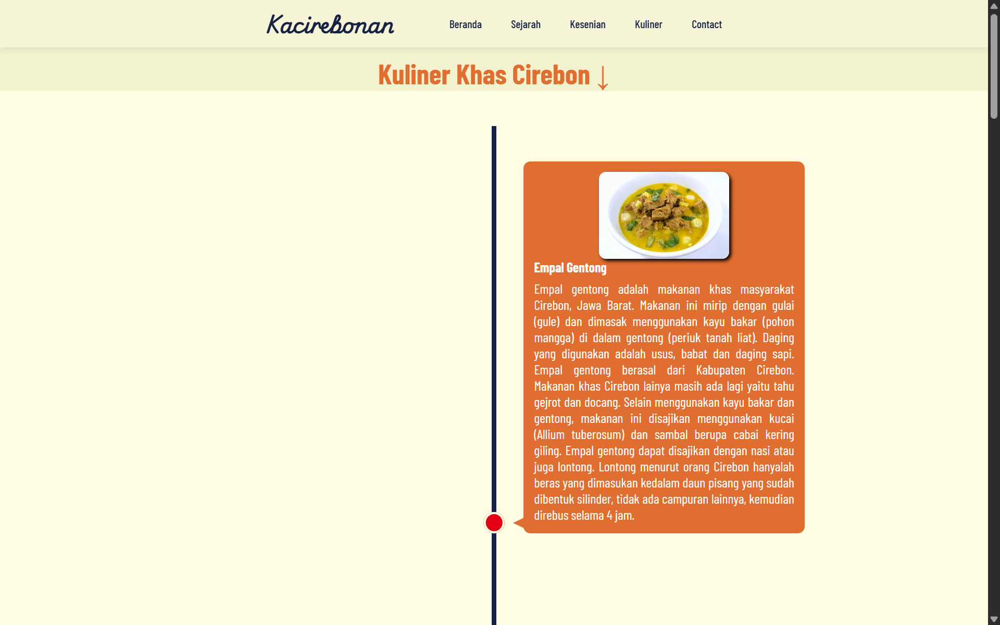 Kacirebonan
Beranda
Sejarah
Kesenian
Kuliner
Contact
Kuliner Khas Cirebon ↓
Empal Gentong
Empal gentong adalah makanan khas masyarakat
Cirebon, Jawa Barat. Makanan ini mirip dengan gulai
(gule) dan dimasak menggunakan kayu bakar (pohon
mangga) di dalam gentong (periuk tanah liat). Daging
yang digunakan adalah usus, babat dan daging sapi.
Empal gentong berasal dari Kabupaten Cirebon.
Makanan khas Cirebon lainya masih ada lagi yaitu tahu
gejrot dan docang. Selain menggunakan kayu bakar dan
gentong, makanan ini disajikan menggunakan kucai
(Allium tuberosum) dan sambal berupa cabai kering
giling. Empal gentong dapat disajikan dengan nasi atau
juga lontong. Lontong menurut orang Cirebon hanyalah
beras yang dimasukan kedalam daun pisang yang sudah
dibentuk silinder, tidak ada campuran lainnya, kemudian
direbus selama 4 jam.